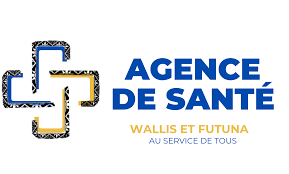 AGENCE
DE SANTÉ
WALLIS ET FUTUNA
AU SERVICE DE TOUS